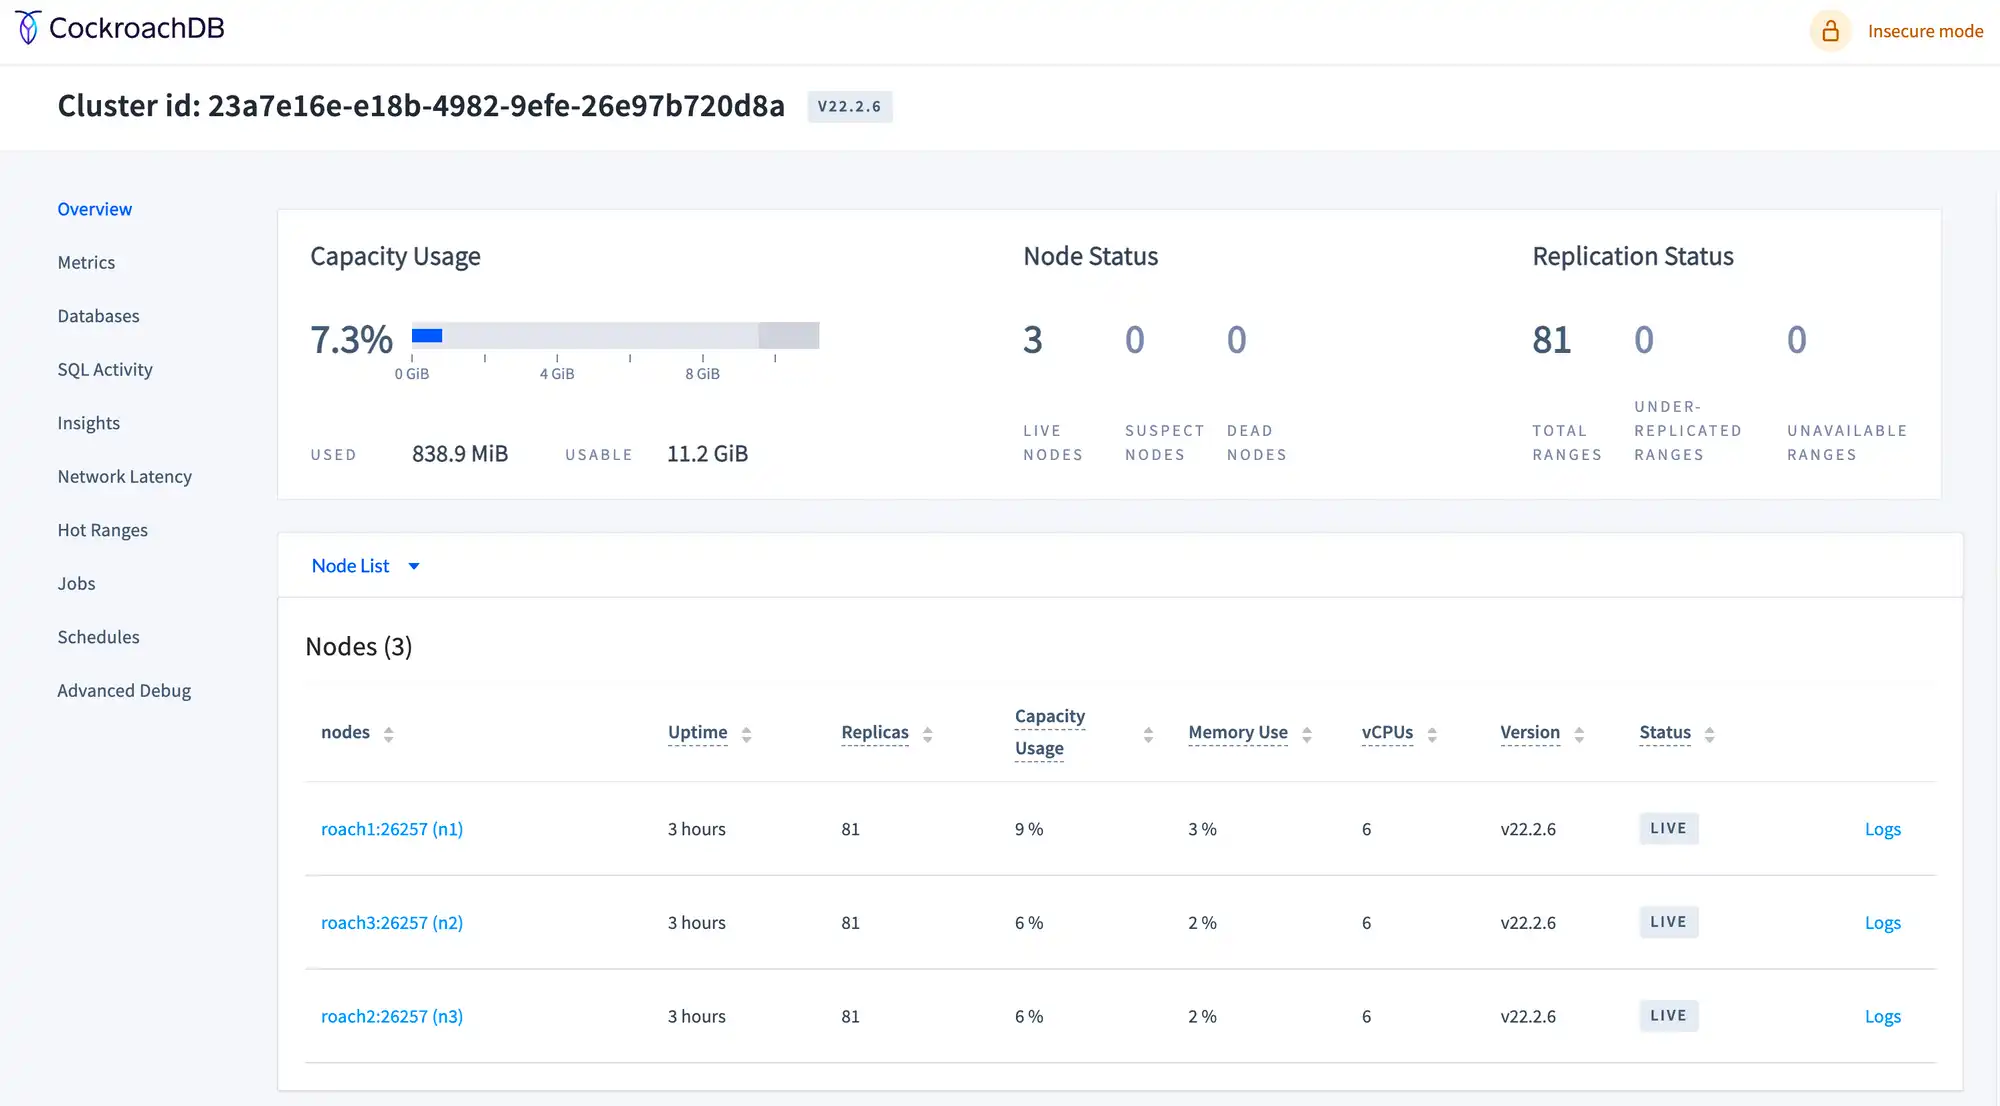 CockroachDB
Insecure mode
Cluster id: 23a7e16e-e18b-4982-9efe-26e97b720d8a V22.2.6
Overview
Metrics
Databases
SQL Activity
Insights
Network Latency
Hot Ranges
Jobs
Schedules
Advanced Debug
Capacity Usage
7.3%
0 GiB 4 GiB 8 GiB
USED 838.9 MiB USABLE 11.2 GiB
Node Status
3 0 0
LIVE NODES
SUSPECT NODES
DEAD NODES
Replication Status
81 0 0
TOTAL RANGES
UNDER-REPLICATED RANGES
UNAVAILABLE RANGES
Node List
Nodes (3)
nodes Uptime Replicas Capacity Usage Memory Use vCPUs Version Status
roach1:26257 (n1) 3 hours 81 9 % 3 % 6 v22.2.6 LIVE Logs
roach3:26257 (n2) 3 hours 81 6 % 2 % 6 v22.2.6 LIVE Logs
roach2:26257 (n3) 3 hours 81 6 % 2 % 6 v22.2.6 LIVE Logs